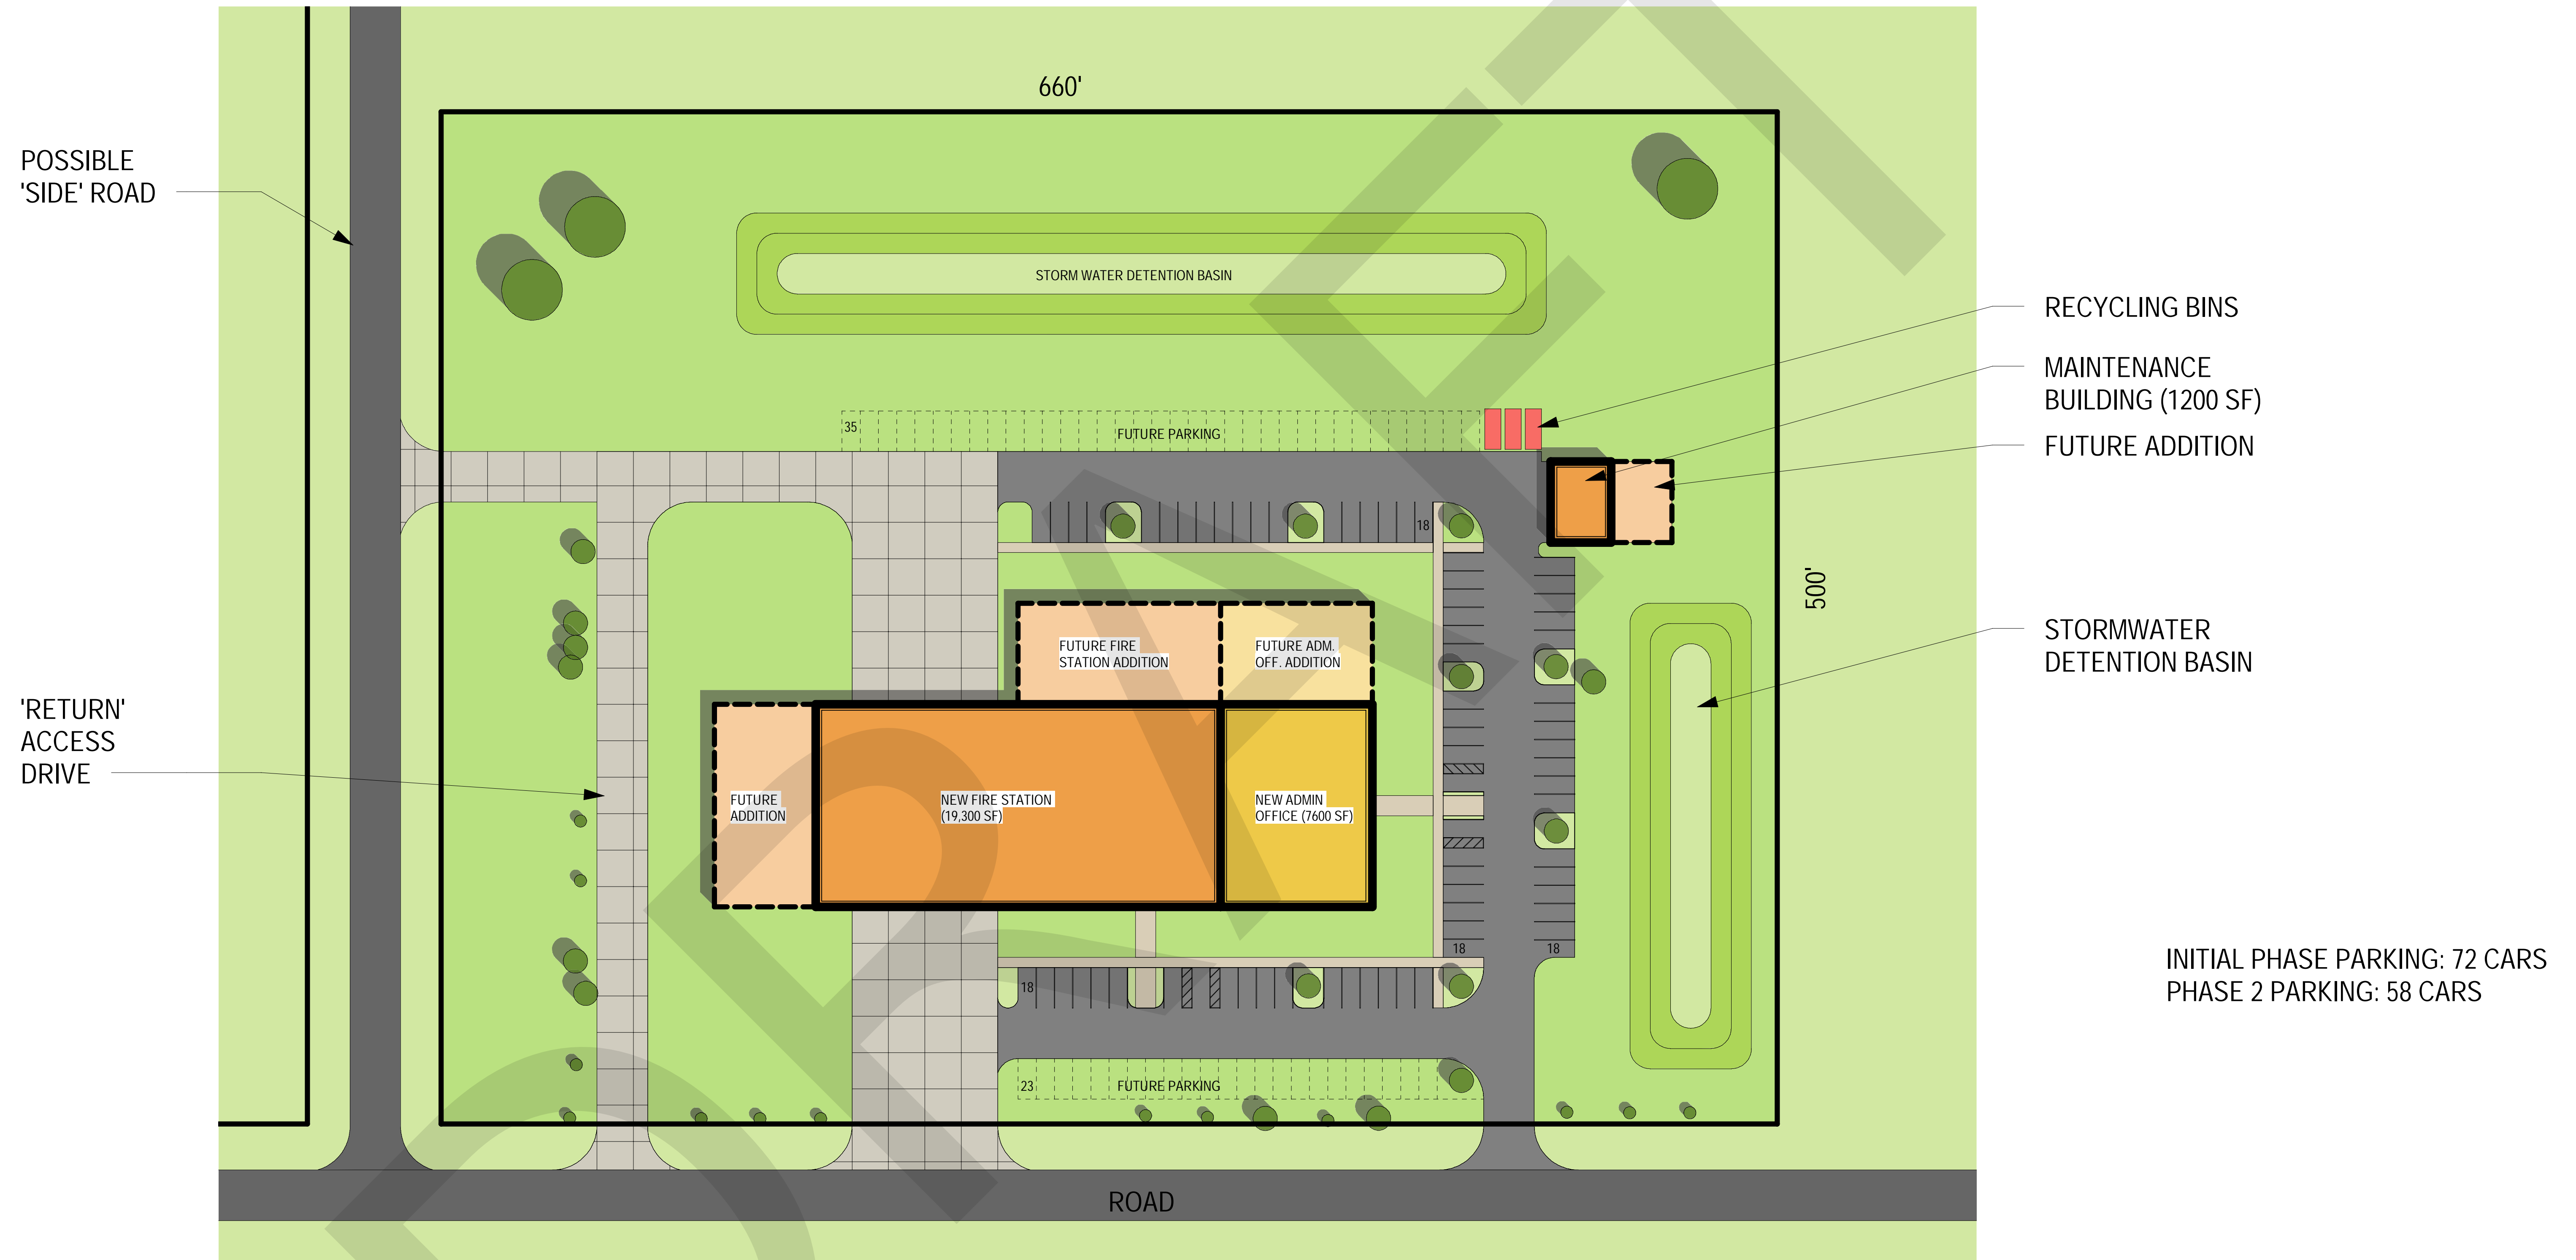 660'
POSSIBLE
'SIDE' ROAD
STORM WATER DETENTION BASIN
RECYCLING BINS
MAINTENANCE
BUILDING (1200 SF)
FUTURE ADDITION
35
FUTURE PARKING
18
500'
STORMWATER
DETENTION BASIN
FUTURE FIRE
STATION ADDITION
FUTURE ADM.
OFF. ADDITION
'RETURN'
ACCESS
DRIVE
FUTURE
ADDITION
NEW FIRE STATION
(19,300 SF)
NEW ADMIN
OFFICE (7600 SF)
18
18
18
INITIAL PHASE PARKING: 72 CARS
PHASE 2 PARKING: 58 CARS
23
FUTURE PARKING
ROAD
DRAFT